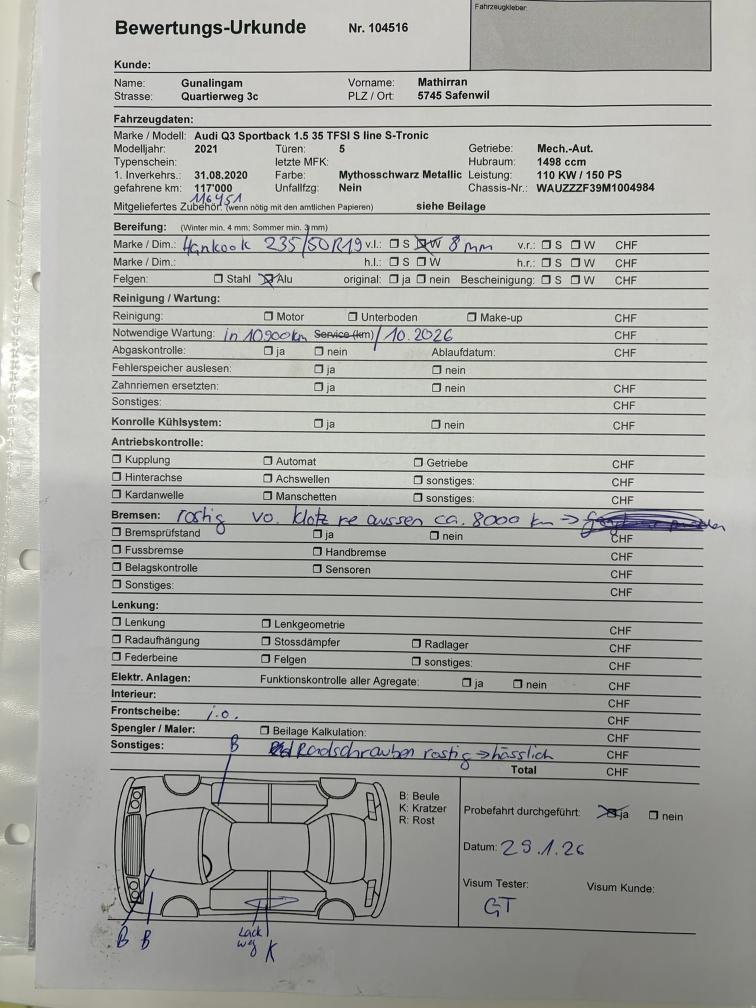 Fahrzeugkleber:
Bewertungs-Urkunde Nr. 104516
Kunde:
Name: Gunalingam Vorname: Mathirran
Strasse: Quartierweg 3c PLZ / Ort: 5745 Safenwil
Fahrzeugdaten:
Marke / Modell: Audi Q3 Sportback 1.5 35 TFSI S line S-Tronic
Modelljahr: 2021 Türen: 5 Getriebe: Mech.-Aut.
Typenschein: letzte MFK: Hubraum: 1498 ccm
1. Inverkehrs.: 31.08.2020 Farbe: Mythosschwarz Metallic Leistung: 110 KW / 150 PS
gefahrene km: 117'000 Unfallfzg: Nein Chassis-Nr.: WAUZZZF39M1004984
116451
Mitgeliefertes Zubehör: (wenn nötig mit den amtlichen Papieren) siehe Beilage
Bereifung: (Winter min. 4 mm; Sommer min. 3 mm)
Marke / Dim.: Hankook 235/50R19 v.l.: S W 8mm v.r.: S W CHF
Marke / Dim.: h.l.: S W h.r.: S W CHF
Felgen: Stahl Alu original: ja nein Bescheinigung: S W CHF
Reinigung / Wartung:
Reinigung: Motor Unterboden Make-up CHF
Notwendige Wartung: in 10900km Service (km) / 10.2026 CHF
Abgaskontrolle: ja nein Ablaufdatum: CHF
Fehlerspeicher auslesen: ja nein
Zahnriemen ersetzten: ja nein CHF
Sonstiges: CHF
Konrolle Kühlsystem: ja nein CHF
Antriebskontrolle:
Kupplung Automat Getriebe CHF
Hinterachse Achswellen sonstiges: CHF
Kardanwelle Manschetten sonstiges: CHF
Bremsen: rostig vo. klotz re aussen ca. 8000 km →
Bremsprüfstand ja nein CHF
Fussbremse Handbremse CHF
Belagskontrolle Sensoren CHF
Sonstiges: CHF
Lenkung:
Lenkung Lenkgeometrie CHF
Radaufhängung Stossdämpfer Radlager CHF
Federbeine Felgen sonstiges: CHF
Elektr. Anlagen: Funktionskontrolle aller Agregate: ja nein CHF
Interieur: CHF
Frontscheibe: i.o. CHF
Spengler / Maler: Beilage Kalkulation: CHF
Sonstiges: Radschrauben rostig → hässlich CHF
Total CHF
B
B: Beule
K: Kratzer
R: Rost
Probefahrt durchgeführt: ja nein
Datum: 29.1.26
Visum Tester: Visum Kunde:
GT
B B Lack weg K